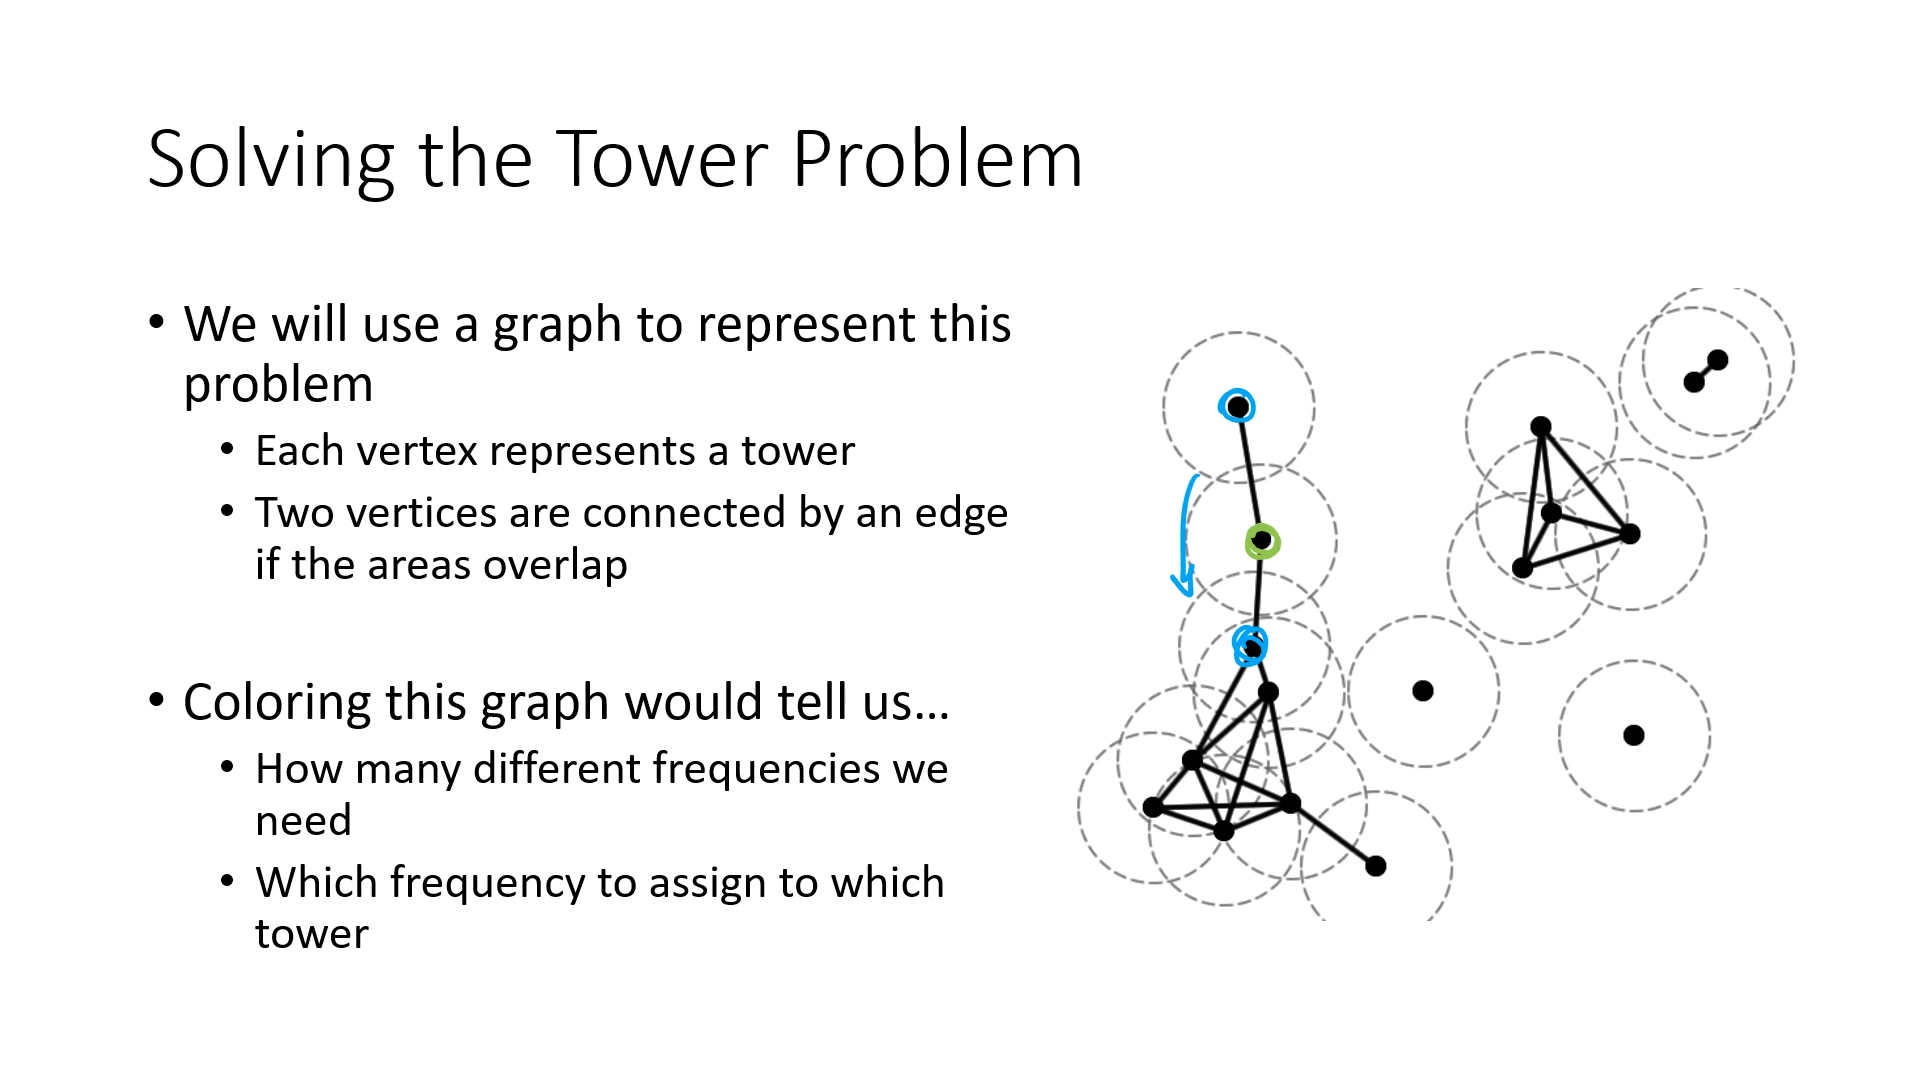 Solving the Tower Problem
• We will use a graph to represent this
problem
• Each vertex represents a tower
• Two vertices are connected by an edge
if the areas overlap
• Coloring this graph would tell us…
• How many different frequencies we
need
• Which frequency to assign to which
tower